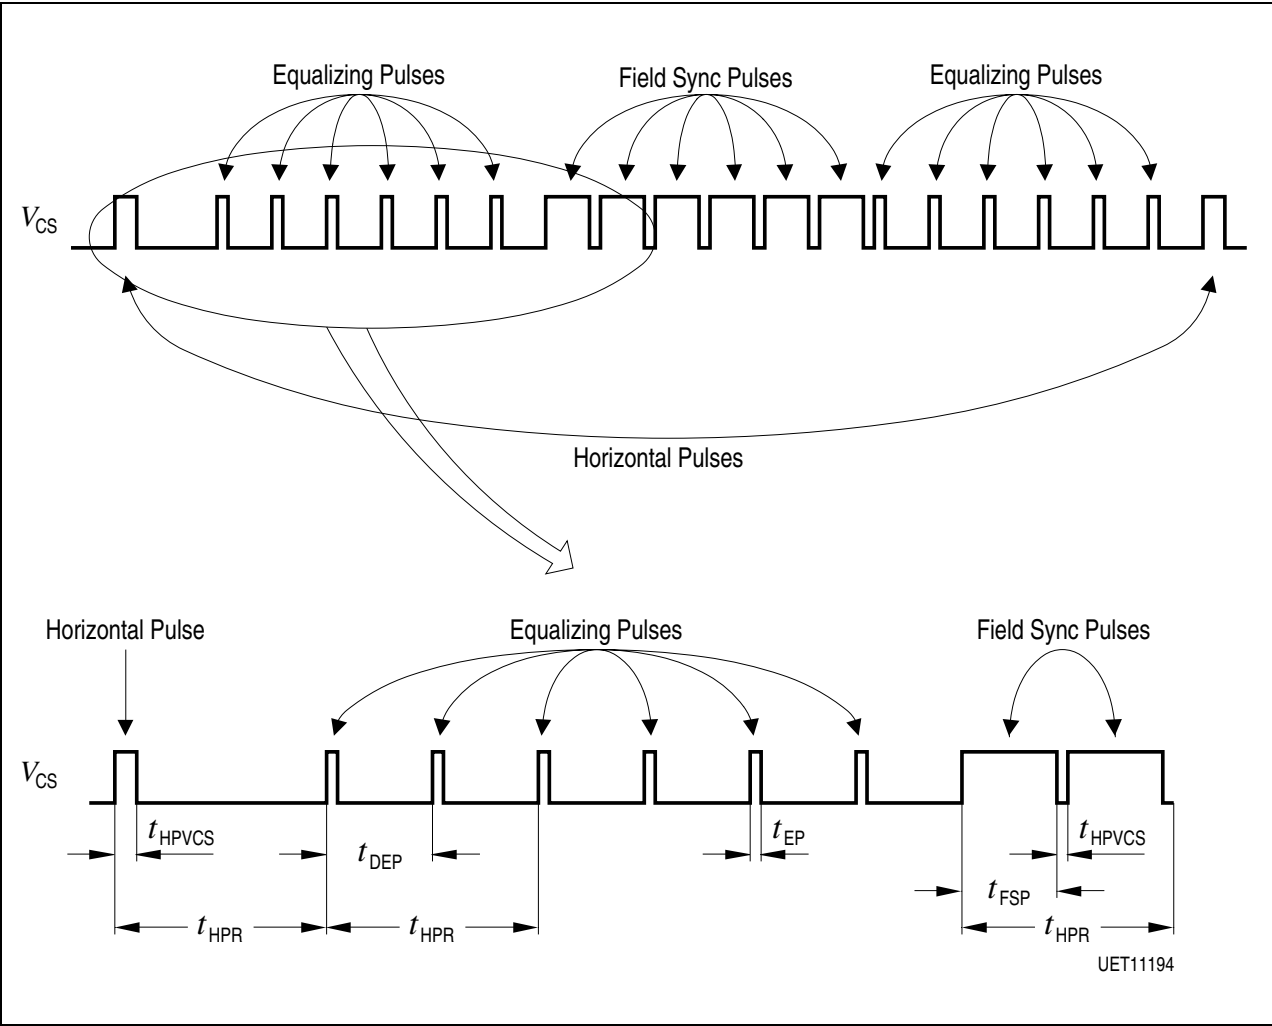 Equalizing Pulses
Field Sync Pulses
Equalizing Pulses
VCS
Horizontal Pulses
Horizontal Pulse
Equalizing Pulses
Field Sync Pulses
VCS
tHPVCS
tDEP
tEP
tHPVCS
tFSP
tHPR
tHPR
tHPR
UET11194